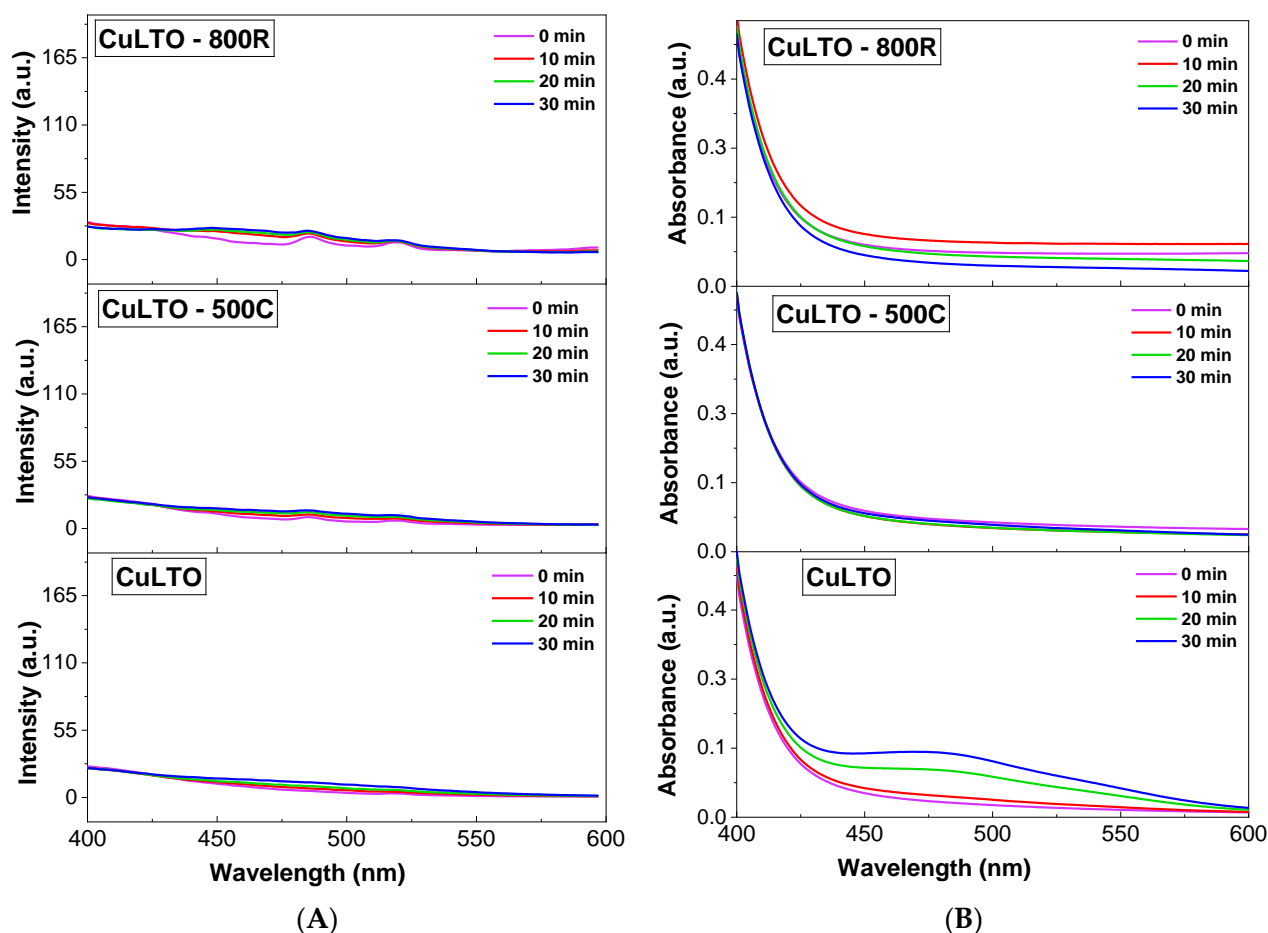 CuLTO - 800R
0 min
10 min
20 min
30 min
165
110
55
0
Intensity (a.u.)
CuLTO - 500C
0 min
10 min
20 min
30 min
165
110
55
0
Intensity (a.u.)
CuLTO
0 min
10 min
20 min
30 min
165
110
55
0
Intensity (a.u.)
400 450 500 550 600
Wavelength (nm)
(A)
CuLTO - 800R
0 min
10 min
20 min
30 min
0.4
0.3
0.1
0.0
Absorbance (a.u.)
CuLTO - 500C
0 min
10 min
20 min
30 min
0.4
0.3
0.1
0.0
Absorbance (a.u.)
CuLTO
0 min
10 min
20 min
30 min
0.4
0.3
0.1
0.0
Absorbance (a.u.)
400 450 500 550 600
Wavelength (nm)
(B)